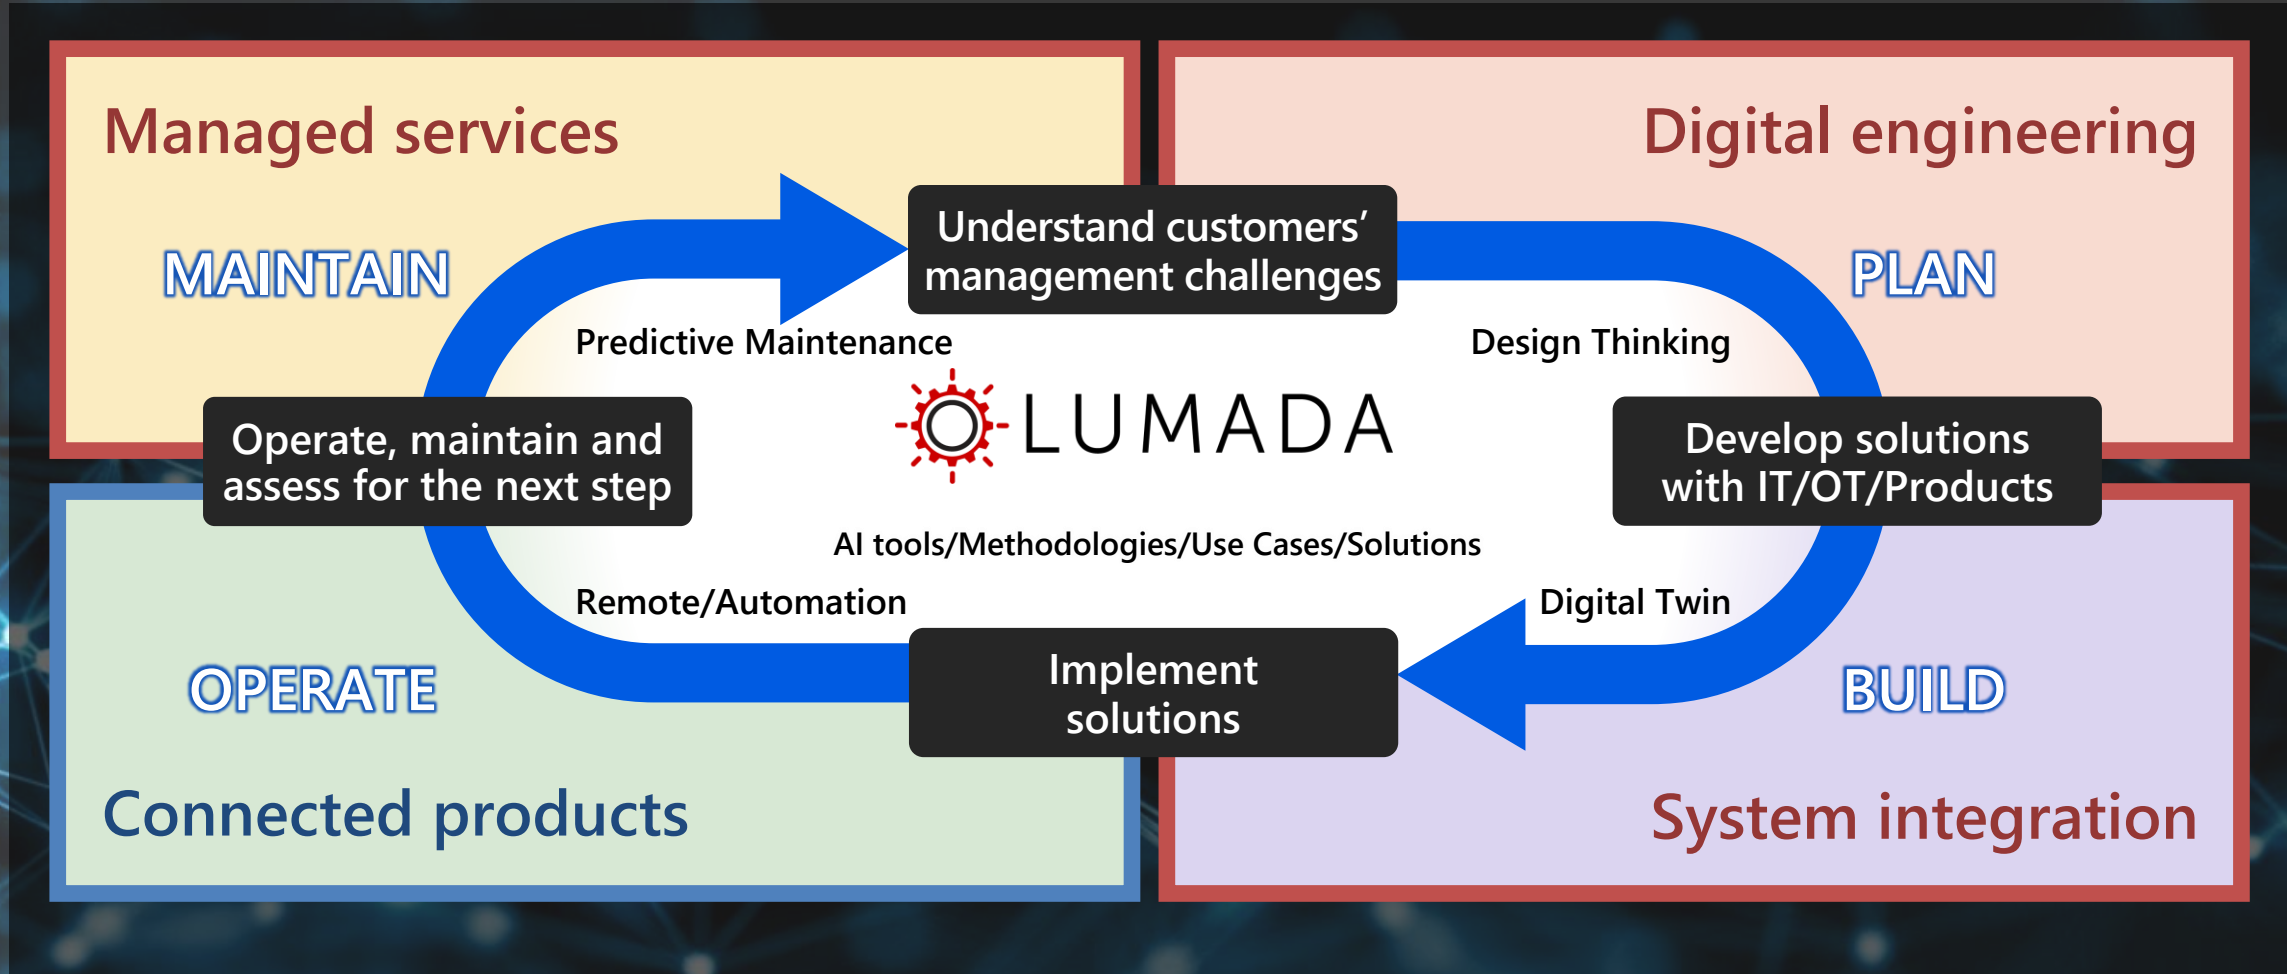 Managed services
Digital engineering
MAINTAIN
Understand customers’
management challenges
PLAN
Predictive Maintenance
Design Thinking
LUMADA
Operate, maintain and
assess for the next step
Develop solutions
with IT/OT/Products
AI tools/Methodologies/Use Cases/Solutions
Remote/Automation
Digital Twin
OPERATE
Implement
solutions
BUILD
Connected products
System integration